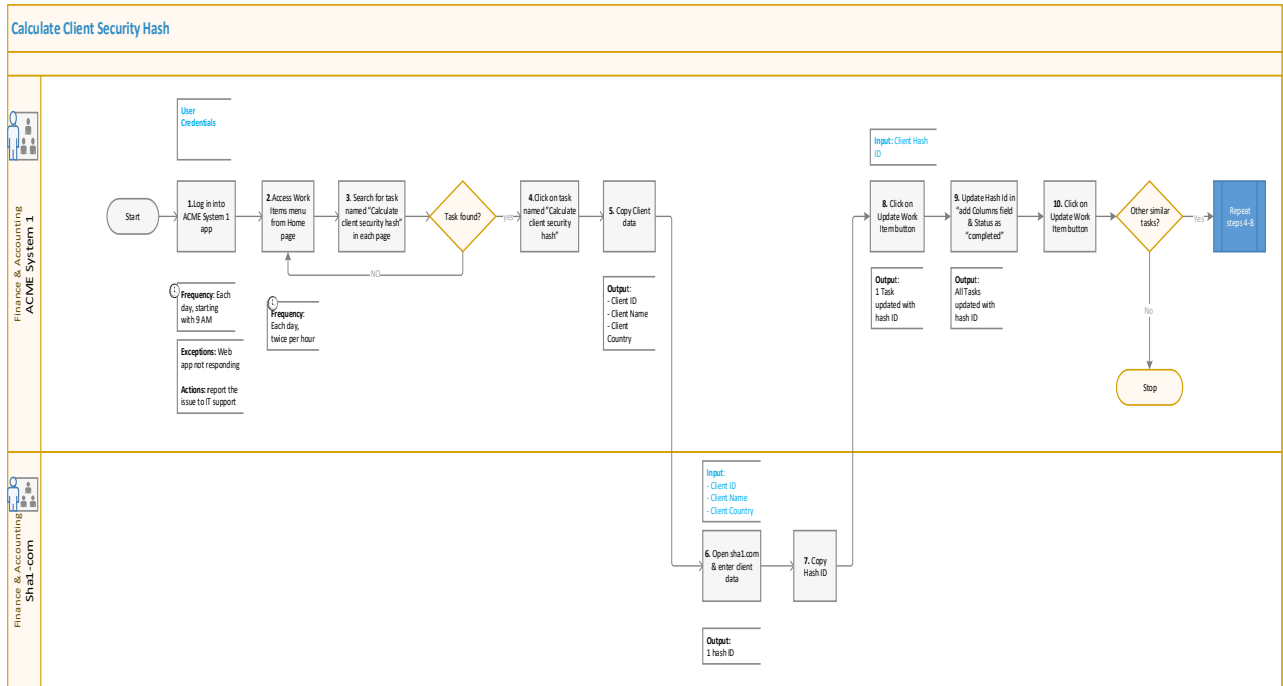 Calculate Client Security Hash
Finance & Accounting
ACME System 1
User
Credentials
Start
1.Log in into
ACME System 1
app
2.Access Work
Items menu
from Home
page
3. Search for task
named "Calculate
client security hash"
in each page
Task found?
yes
NO
4.Click on task
named "Calculate
client security
hash"
5. Copy Client
data
Frequency: Each
day, starting
with 9 AM
Exceptions: Web
app not responding
Actions: report the
issue to IT support
Frequency:
Each day,
twice per hour
Output:
- Client ID
- Client Name
- Client
Country
Input: Client Hash
ID
8. Click on
Update Work
Item button
9. Update Hash Id in
"add Columns field
& Status as
"completed"
10. Click on
Update Work
Item button
Other similar
tasks?
Yes
Repeat
steps 4-8
Output:
1 Task
updated with
hash ID
Output:
All Tasks
updated with
hash ID
No
Stop
Finance & Accounting
Sha1-com
Input:
- Client ID
- Client Name
- Client Country
6. Open sha1.com
& enter client
data
7. Copy
Hash ID
Output:
1 hash ID